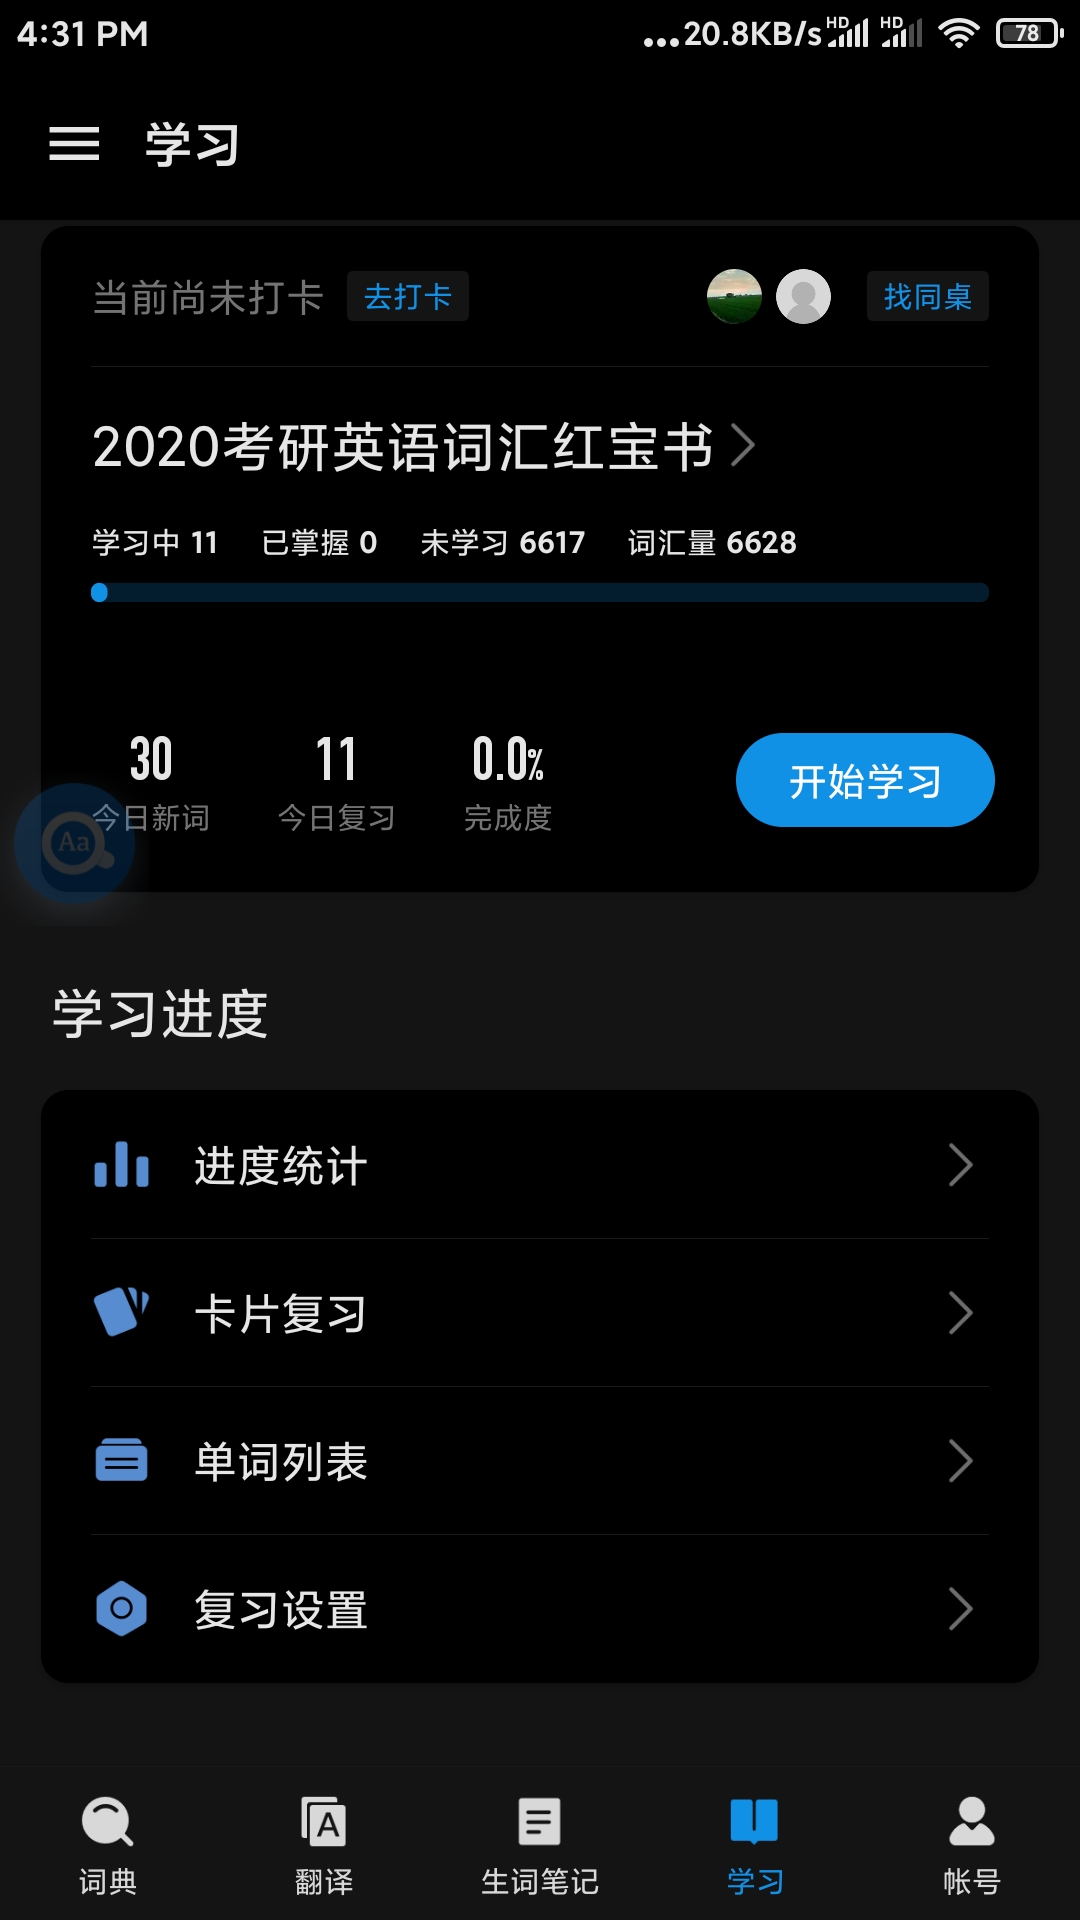 4:31 PM ...20.8KB/s HD HD 78
学习
当前尚未打卡 去打卡 找同桌
2020考研英语词汇红宝书
学习中 11 已掌握 0 未学习 6617 词汇量 6628
30 11 0.0%
今日新词 今日复习 完成度
开始学习
Aa
学习进度
进度统计
卡片复习
单词列表
复习设置
A
词典 翻译 生词笔记 学习 帐号